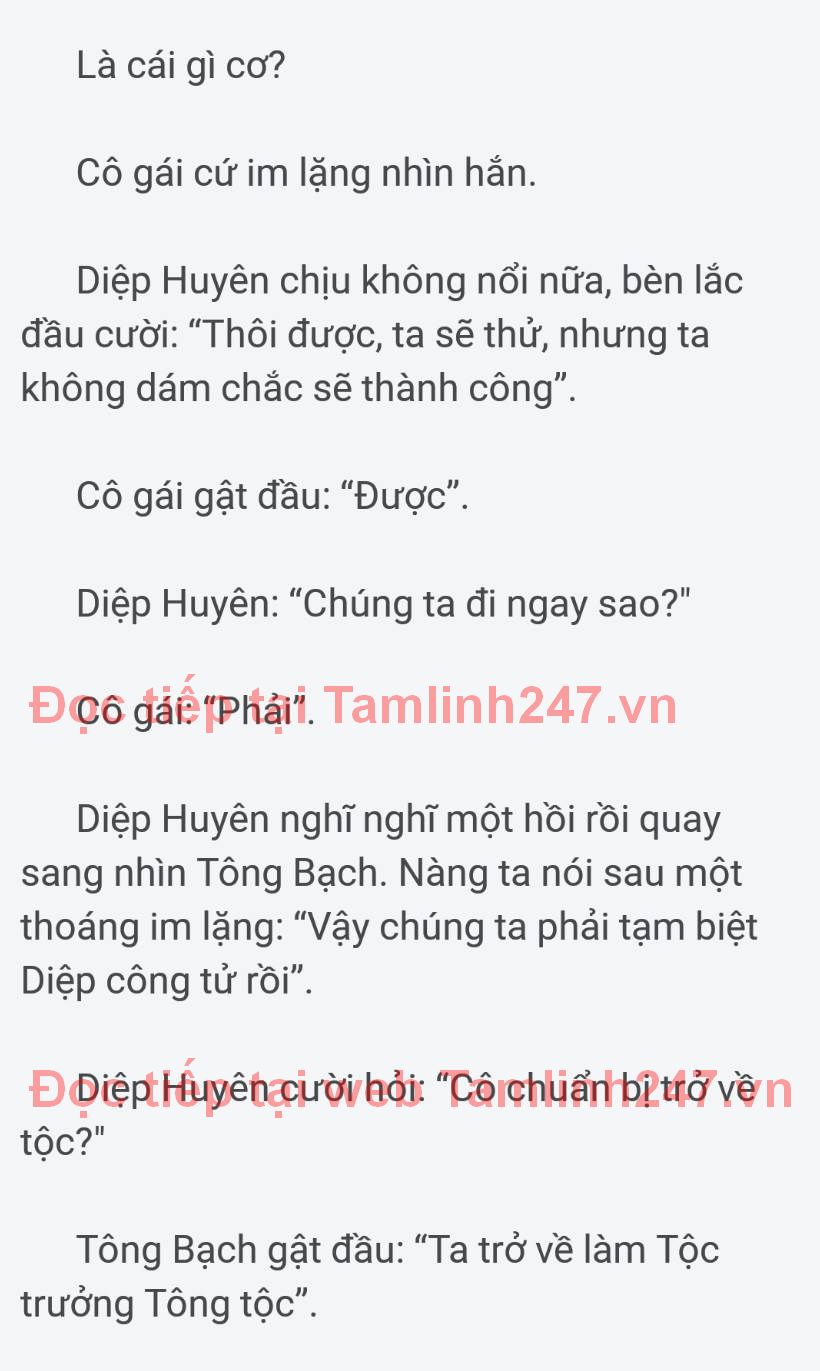 Là cái gì cơ?
Cô gái cứ im lặng nhìn hắn.
Diệp Huyên chịu không nổi nữa, bèn lắc
đầu cười: “Thôi được, ta sẽ thử, nhưng ta
không dám chắc sẽ thành công”.
Cô gái gật đầu: “Được”.
Diệp Huyên: “Chúng ta đi ngay sao?"
Đọc tiếp tại Tamlinh247.vn
Cô gái: “Phải”.
Diệp Huyên nghĩ nghĩ một hồi rồi quay
sang nhìn Tông Bạch. Nàng ta nói sau một
thoáng im lặng: “Vậy chúng ta phải tạm biệt
Diệp công tử rồi”.
Đọc tiếp tại web Tamlinh247.vn
Diệp Huyên cười hỏi: “Cô chuẩn bị trở về
tộc?"
Tông Bạch gật đầu: “Ta trở về làm Tộc
trưởng Tông tộc”.